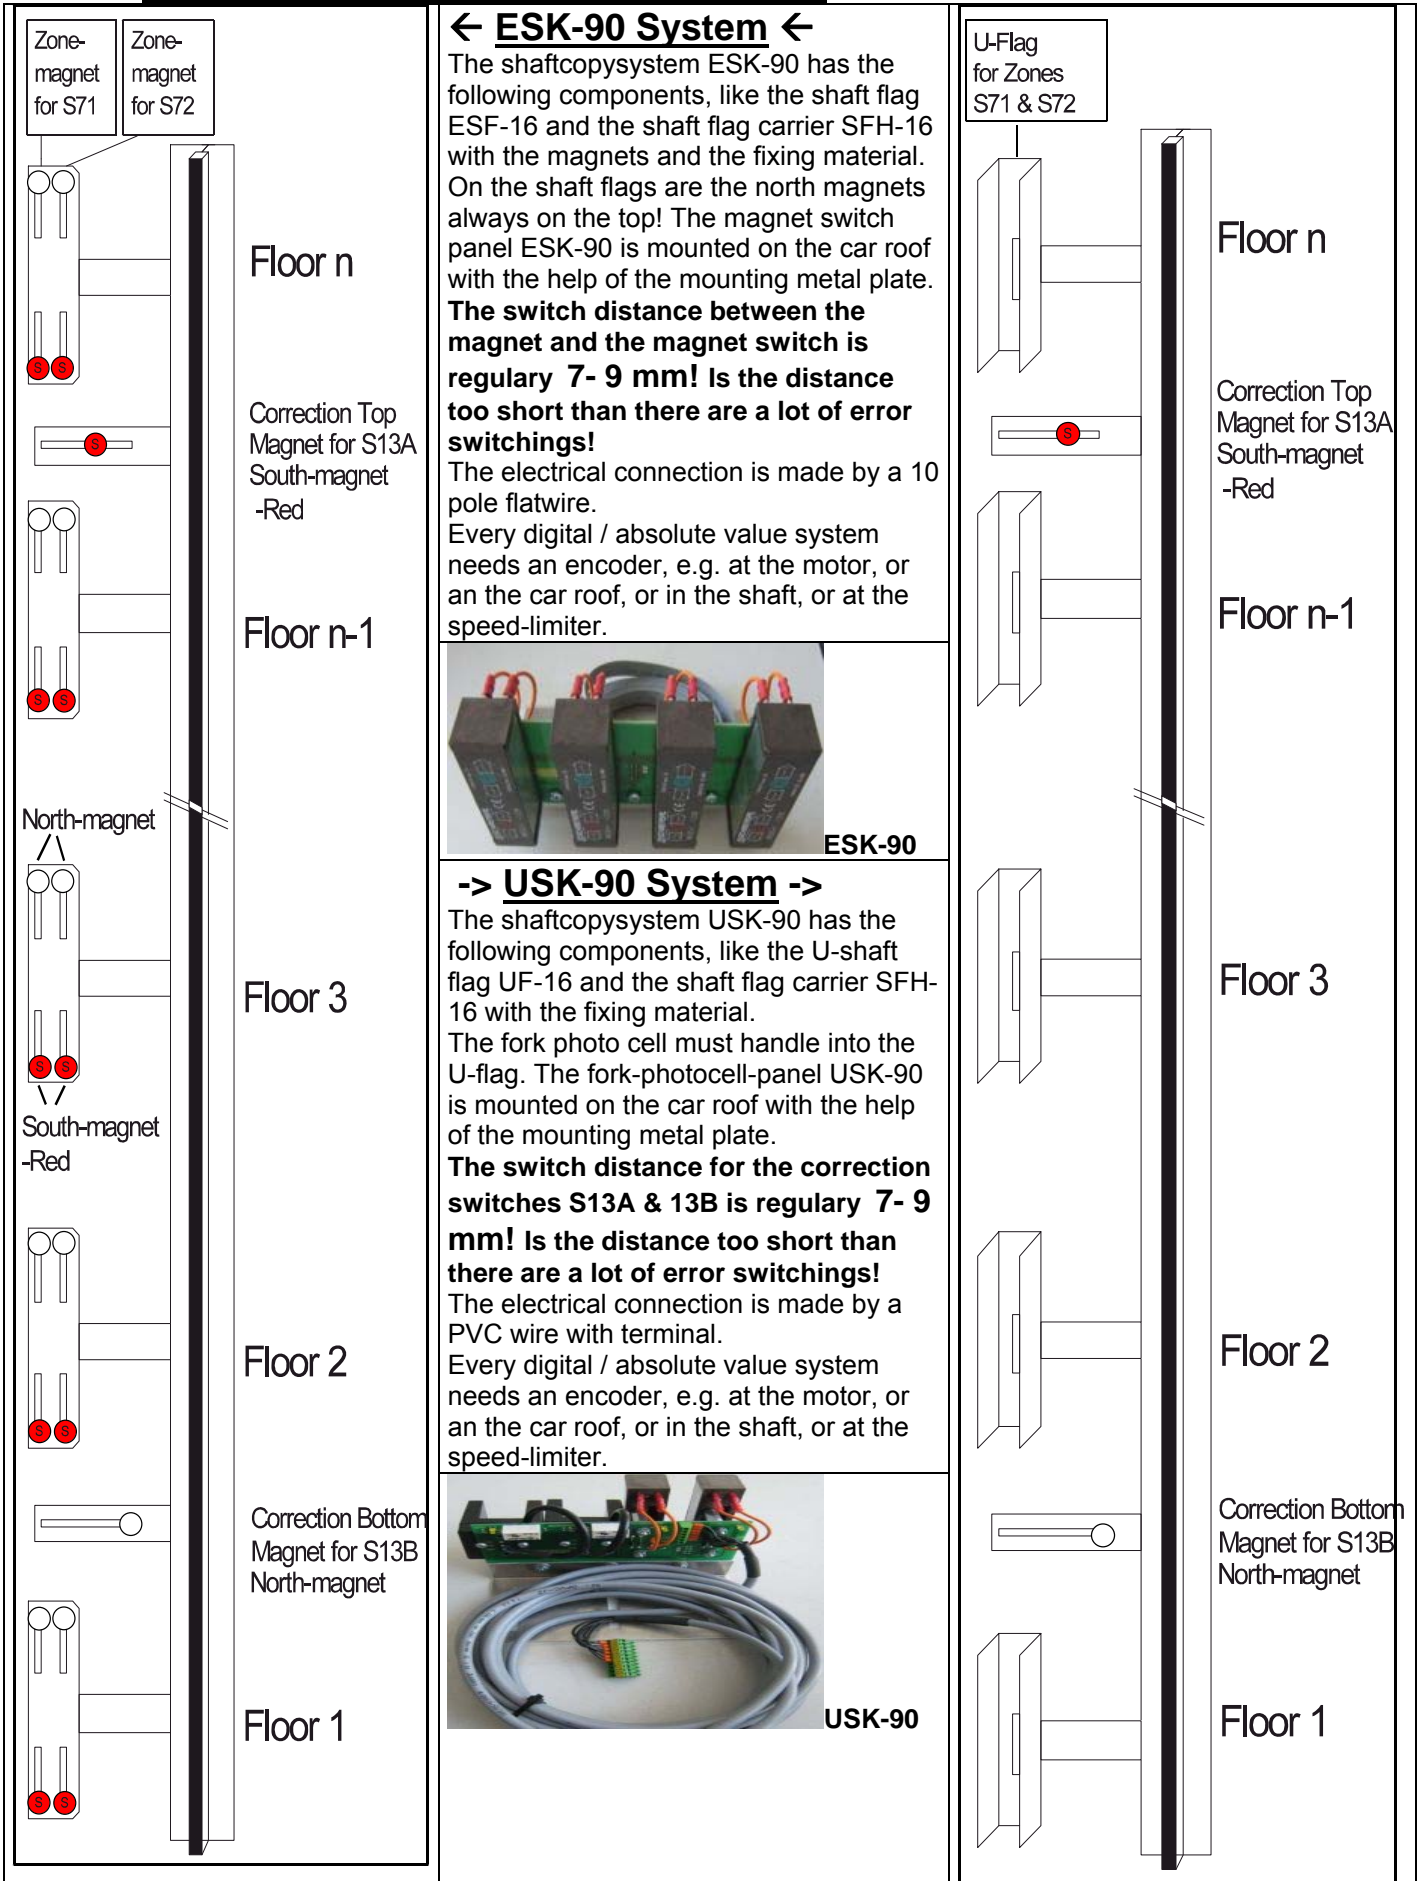 Zone-
magnet
for S71
Zone-
magnet
for S72
Floor n
Correction Top
Magnet for S13A
South-magnet
-Red
Floor n-1
North-magnet
Floor 3
South-magnet
-Red
Floor 2
Correction Bottom
Magnet for S13B
North-magnet
Floor 1
S S
S
S S
S S
S S
S S
← ESK-90 System ←
The shaftcopysystem ESK-90 has the
following components, like the shaft flag
ESF-16 and the shaft flag carrier SFH-16
with the magnets and the fixing material.
On the shaft flags are the north magnets
always on the top! The magnet switch
panel ESK-90 is mounted on the car roof
with the help of the mounting metal plate.
The switch distance between the
magnet and the magnet switch is
regulary 7- 9 mm! Is the distance
too short than there are a lot of error
switchings!
The electrical connection is made by a 10
pole flatwire.
Every digital / absolute value system
needs an encoder, e.g. at the motor, or
an the car roof, or in the shaft, or at the
speed-limiter.
ESK-90
-> USK-90 System ->
The shaftcopysystem USK-90 has the
following components, like the U-shaft
flag UF-16 and the shaft flag carrier SFH-
16 with the fixing material.
The fork photo cell must handle into the
U-flag. The fork-photocell-panel USK-90
is mounted on the car roof with the help
of the mounting metal plate.
The switch distance for the correction
switches S13A & 13B is regulary 7- 9
mm! Is the distance too short than
there are a lot of error switchings!
The electrical connection is made by a
PVC wire with terminal.
Every digital / absolute value system
needs an encoder, e.g. at the motor, or
an the car roof, or in the shaft, or at the
speed-limiter.
USK-90
U-Flag
for Zones
S71 & S72
Floor n
Correction Top
Magnet for S13A
South-magnet
-Red
S
Floor n-1
Floor 3
Floor 2
Correction Bottom
Magnet for S13B
North-magnet
Floor 1